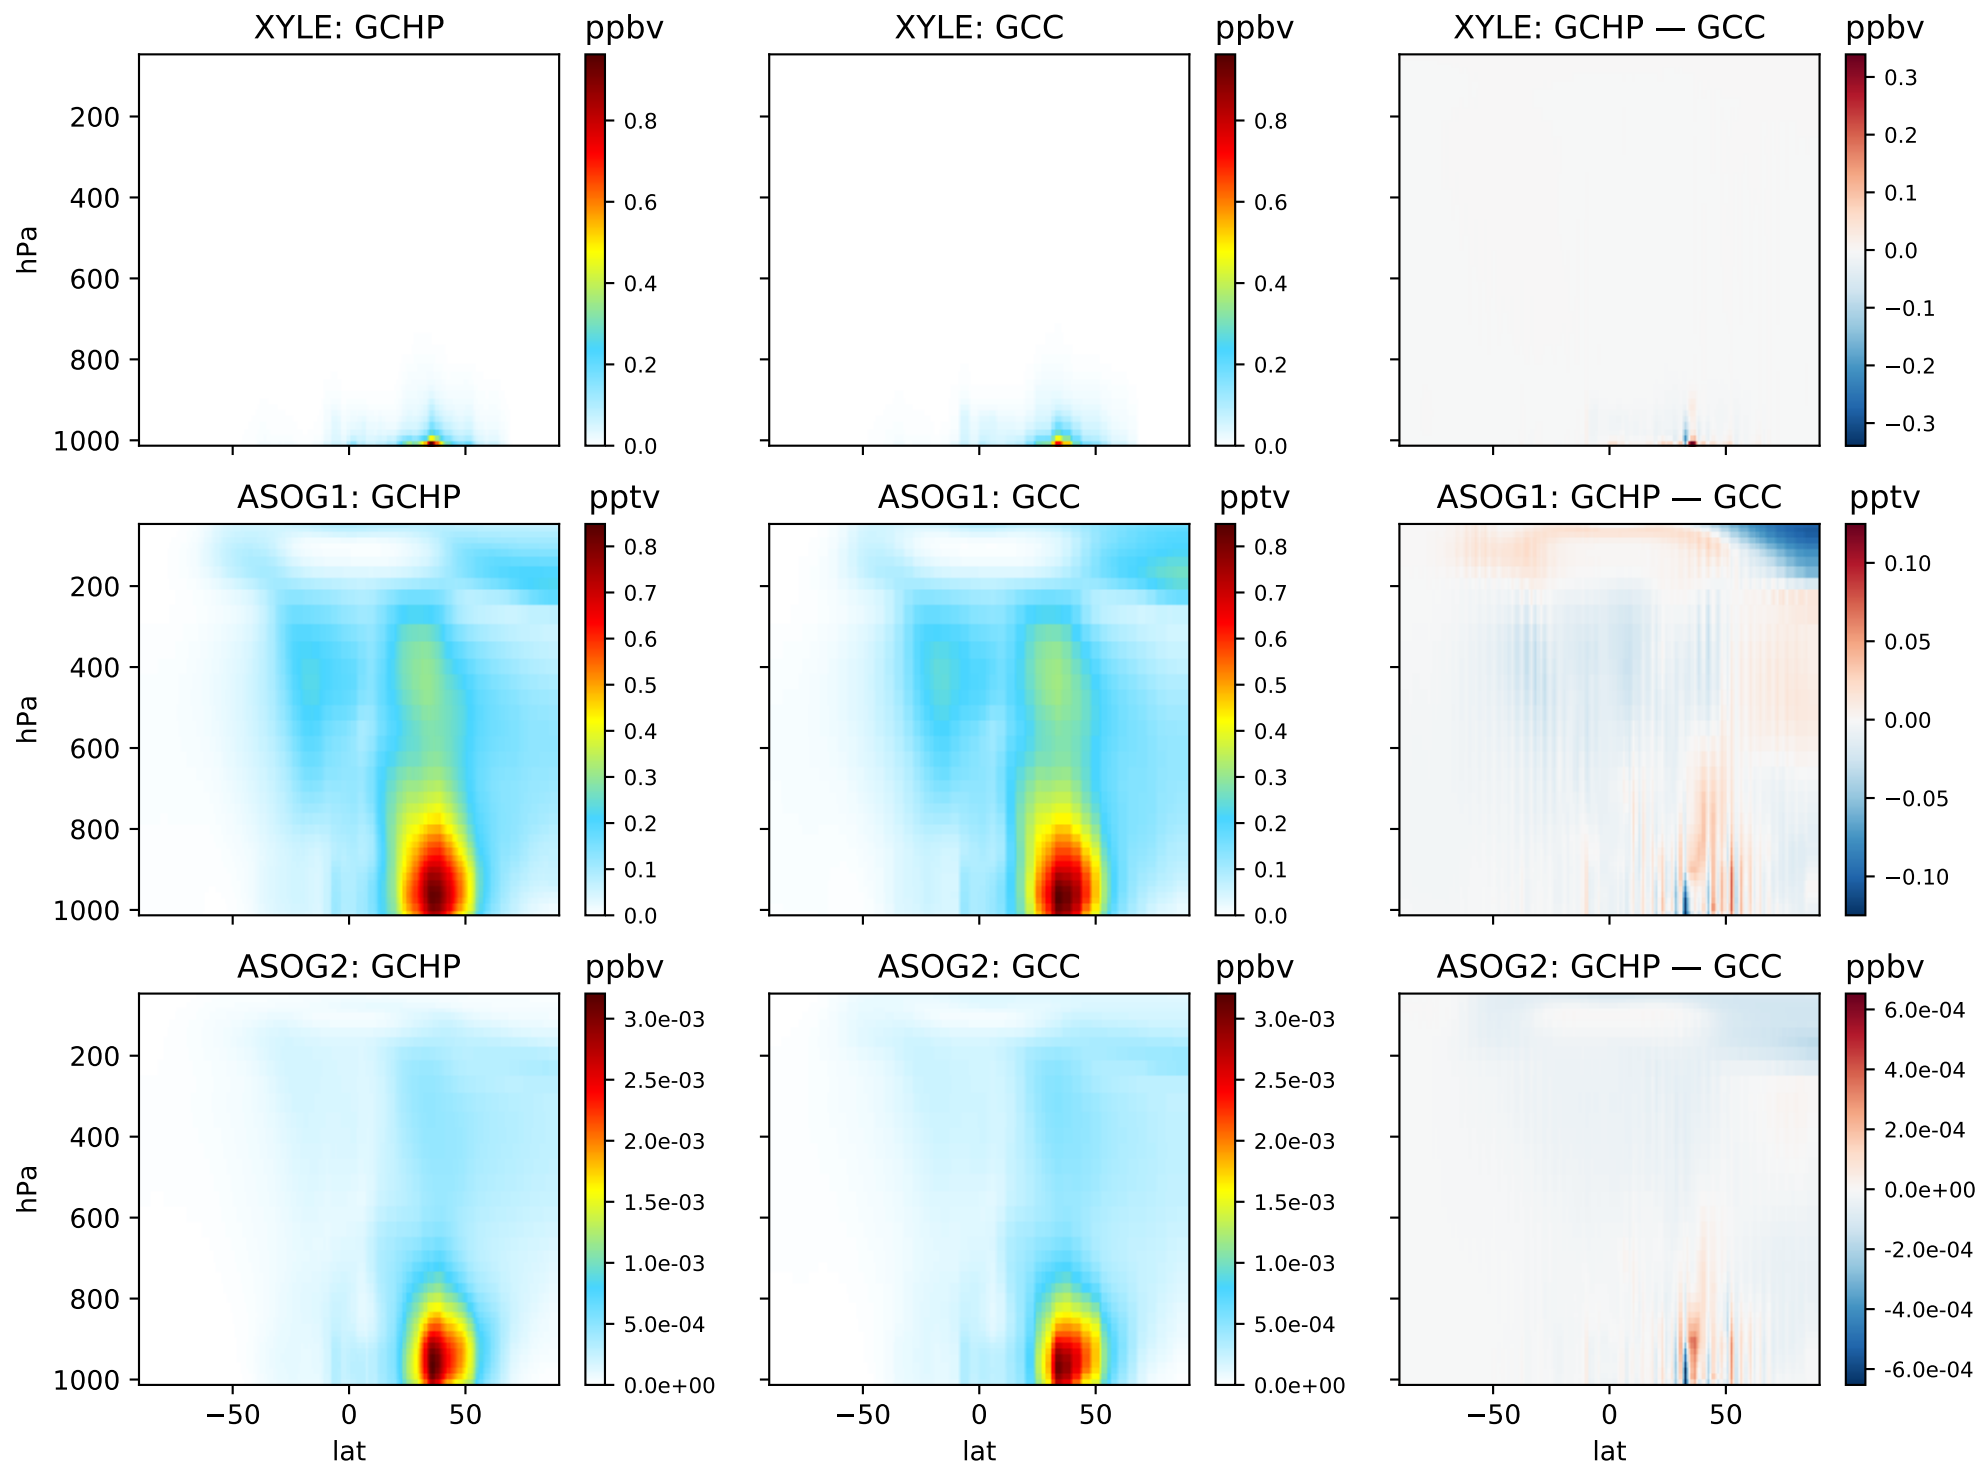 XYLE: GCHP ppbv XYLE: GCC ppbv XYLE: GCHP — GCC ppbv
200
400
600
800
1000
hPa
0.8
0.6
0.4
0.2
0.0
0.8
0.6
0.4
0.2
0.0
0.3
0.2
0.1
0.0
−0.1
−0.2
−0.3
ASOG1: GCHP pptv ASOG1: GCC pptv ASOG1: GCHP — GCC pptv
200
400
600
800
1000
hPa
0.8
0.7
0.6
0.5
0.4
0.3
0.2
0.1
0.0
0.8
0.7
0.6
0.5
0.4
0.3
0.2
0.1
0.0
0.10
0.05
0.00
−0.05
−0.10
ASOG2: GCHP ppbv ASOG2: GCC ppbv ASOG2: GCHP — GCC ppbv
200
400
600
800
1000
hPa
3.0e-03
2.5e-03
2.0e-03
1.5e-03
1.0e-03
5.0e-04
0.0e+00
3.0e-03
2.5e-03
2.0e-03
1.5e-03
1.0e-03
5.0e-04
0.0e+00
6.0e-04
4.0e-04
2.0e-04
0.0e+00
-2.0e-04
-4.0e-04
-6.0e-04
−50 0 50 −50 0 50 −50 0 50
lat lat lat